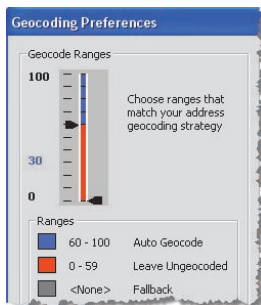 Geocoding Preferences
Geocode Ranges
100
Choose ranges that
match your address
geocoding strategy
30
0
Ranges
60 - 100 Auto Geocode
0 - 59 Leave Ungeocoded
<None> Fallback